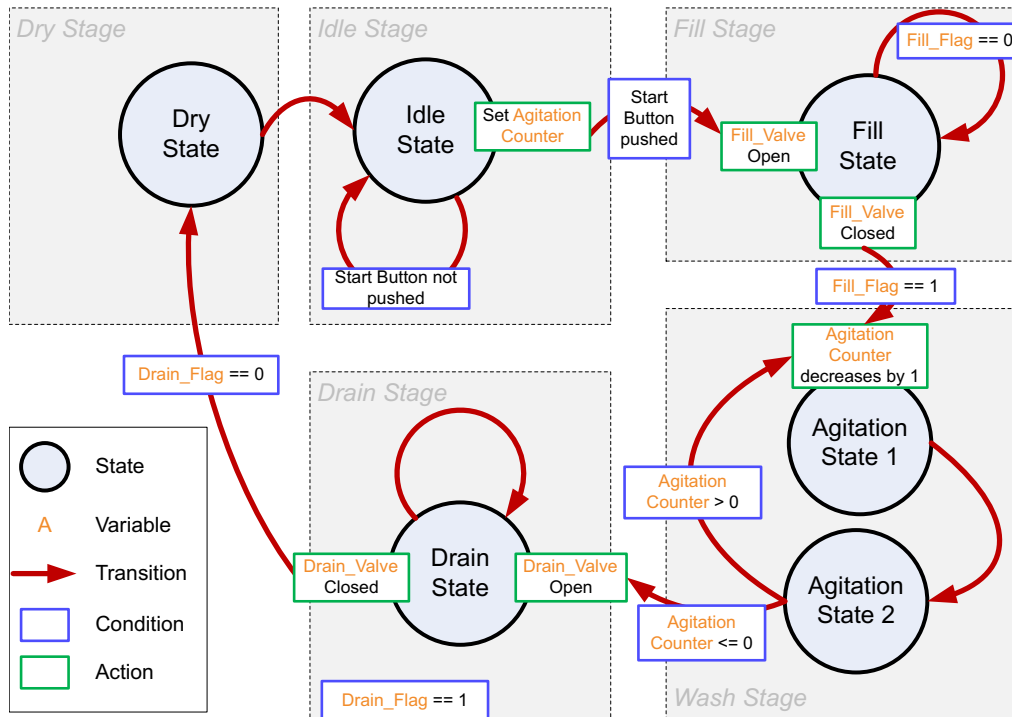 Dry Stage
Dry
State
Idle Stage
Idle
State
Set Agitation
Counter
Start Button not
pushed
Start
Button
pushed
Fill Stage
Fill_Flag == 0
Fill_Valve
Open
Fill
State
Fill_Valve
Closed
Fill_Flag == 1
Agitation
Counter
decreases by 1
Agitation
State 1
Agitation
Counter > 0
Agitation
State 2
Agitation
Counter <= 0
Wash Stage
Drain Stage
Drain_Valve
Open
Drain
State
Drain_Valve
Closed
Drain_Flag == 1
Drain_Flag == 0
State
A Variable
Transition
Condition
Action